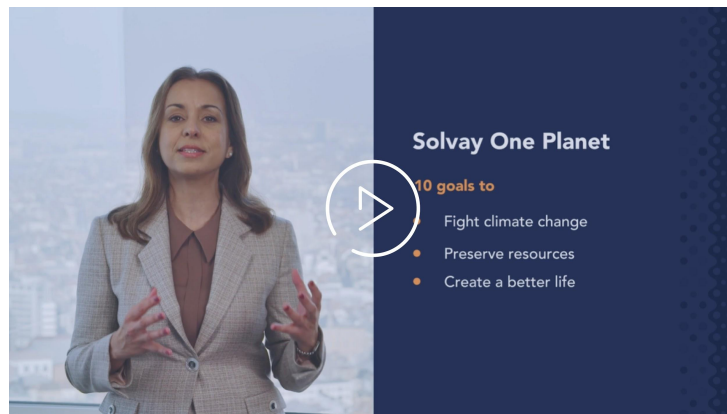 Solvay One Planet
10 goals to
Fight climate change
Preserve resources
Create a better life